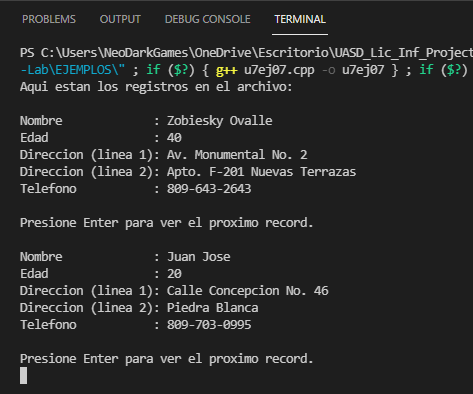 PROBLEMS OUTPUT DEBUG CONSOLE TERMINAL
PS C:\Users\NeoDarkGames\OneDrive\Escritorio\UASD_Lic_Inf_Project
-Lab\EJEMPLOS\" ; if ($?) { g++ u7ej07.cpp -o u7ej07 } ; if ($?)
Aqui estan los registros en el archivo:
Nombre : Zobiesky Ovalle
Edad : 40
Direccion (linea 1): Av. Monumental No. 2
Direccion (linea 2): Apto. F-201 Nuevas Terrazas
Telefono : 809-643-2643
Presione Enter para ver el proximo record.
Nombre : Juan Jose
Edad : 20
Direccion (linea 1): Calle Concepcion No. 46
Direccion (linea 2): Piedra Blanca
Telefono : 809-703-0995
Presione Enter para ver el proximo record.